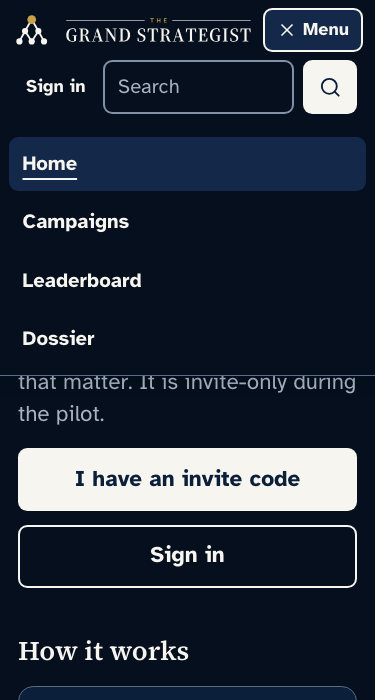 THE
GRAND STRATEGIST
Menu
Sign in
Search
Home
Campaigns
Leaderboard
Dossier
that matter. It is invite-only during
the pilot.
I have an invite code
Sign in
How it works